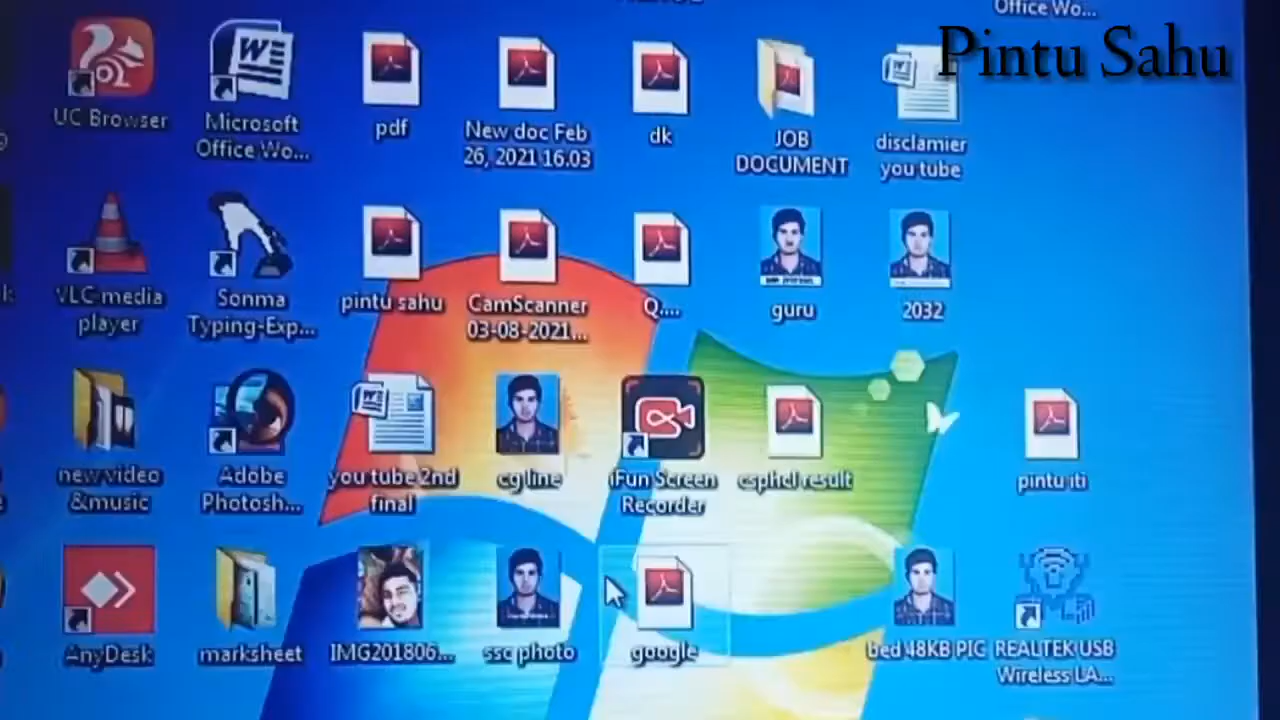 Office Wo...
Pintu Sahu
UC Browser
Microsoft
Office Wo...
pdf
New doc Feb
26, 2021 16.03
dk
JOB
DOCUMENT
disclamier
you tube
VLC media
player
Sonma
Typing-Exp...
pintu sahu
CamScanner
03-08-2021...
Q....
guru
2032
new video
&music
Adobe
Photosh...
you tube 2nd
final
cg line
iFun Screen
Recorder
csphcl result
pintu iti
AnyDesk
marksheet
IMG201806...
ssc photo
google
bed 48KB PIC
REALTEK USB
Wireless LA...